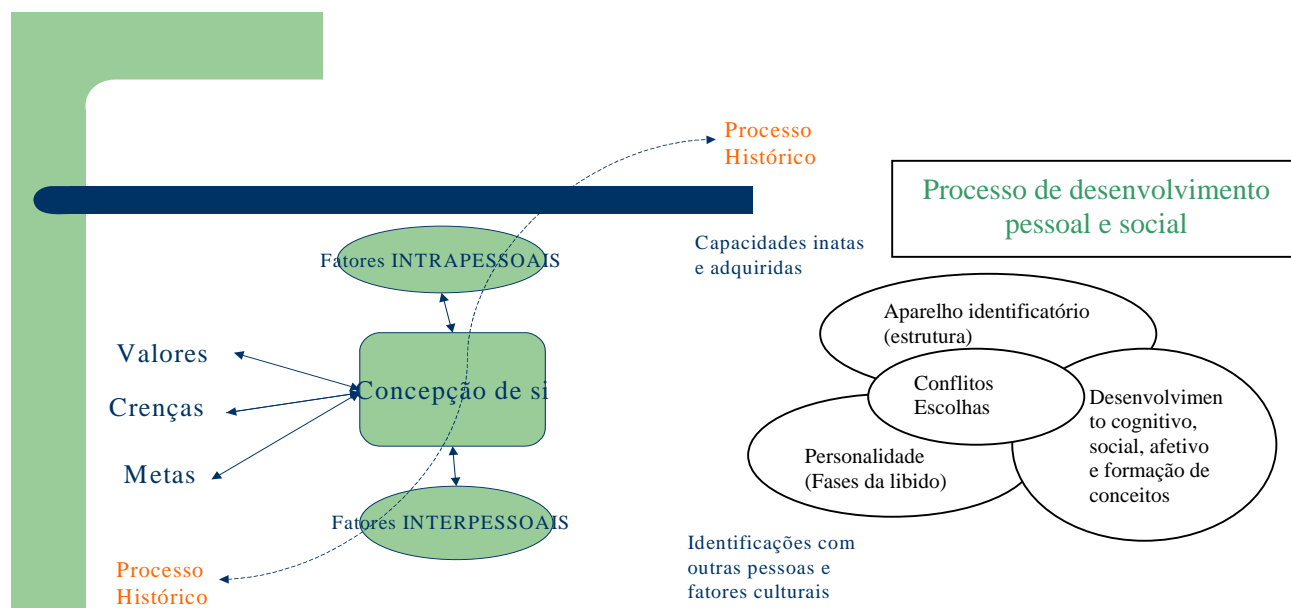 Processo
Histórico
Processo de desenvolvimento
pessoal e social
Capacidades inatas
e adquiridas
Fatores INTRAPESSOAIS
Valores
Crenças
Metas
Concepção de si
Fatores INTERPESSOAIS
Aparelho identificatório
(estrutura)
Conflitos
Escolhas
Desenvolvimen
to cognitivo,
social, afetivo
e formação de
conceitos
Personalidade
(Fases da libido)
Identificações com
outras pessoas e
fatores culturais
Processo
Histórico